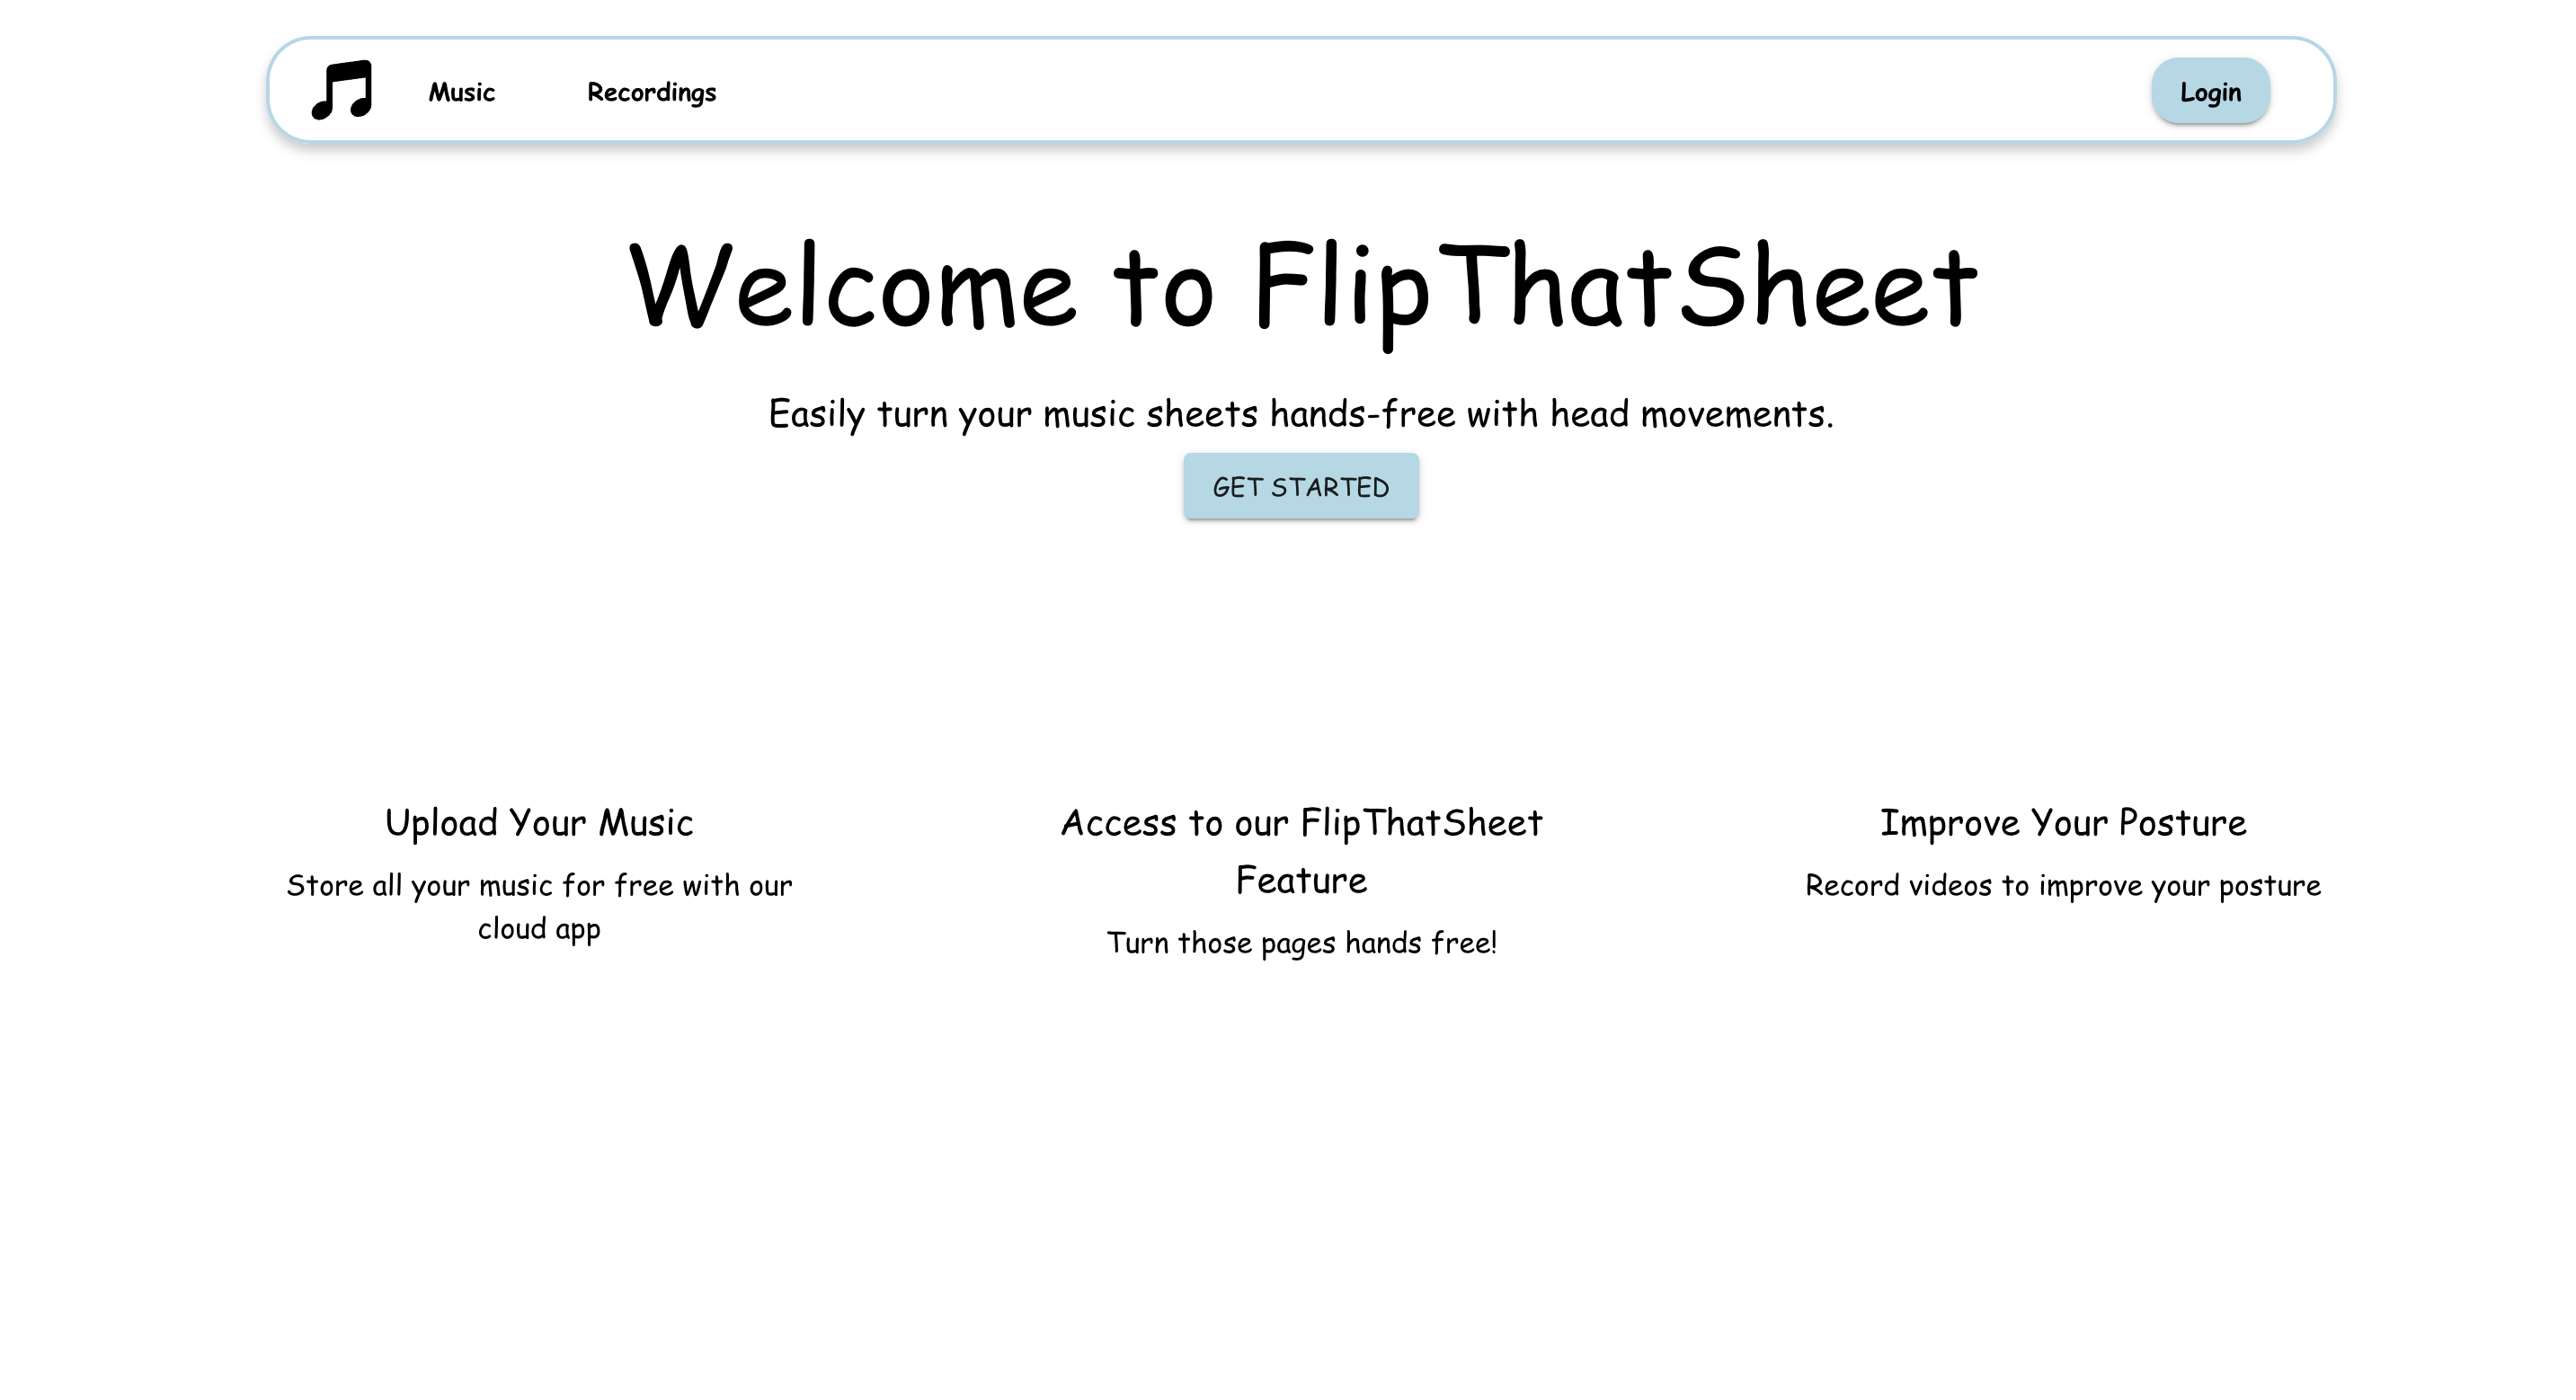 Music
Recordings
Login
Welcome to FlipThatSheet
Easily turn your music sheets hands-free with head movements.
GET STARTED
Upload Your Music
Store all your music for free with our
cloud app
Access to our FlipThatSheet
Feature
Turn those pages hands free!
Improve Your Posture
Record videos to improve your posture